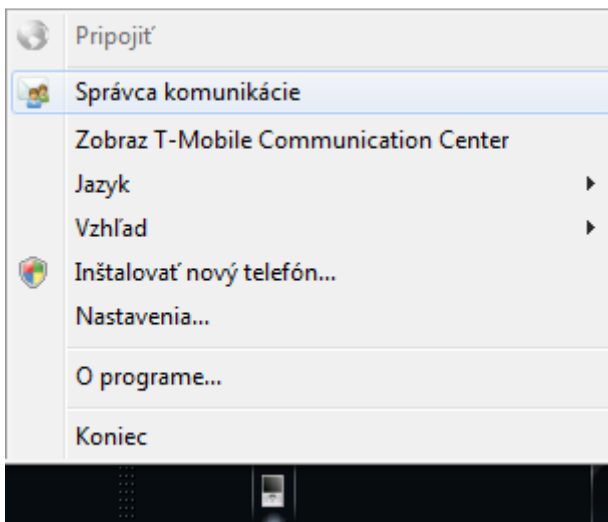 Pripojiť
Správca komunikácie
Zobraz T-Mobile Communication Center
Jazyk
Vzhľad
Inštalovať nový telefón...
Nastavenia...
O programe...
Koniec